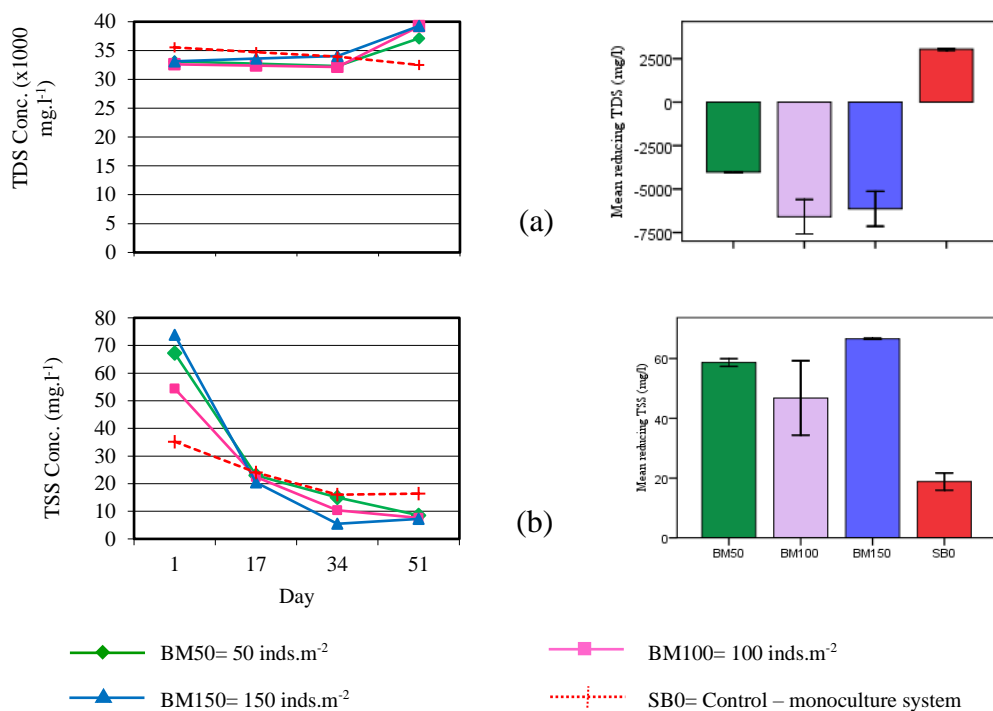 TDS Conc. (x1000
mg.l-1)
40
35
30
25
20
15
10
5
0
(a)
Mean reducing TDS (mg/l)
2500
0
-2500
-5000
-7500
TSS Conc. (mg.l-1)
80
70
60
50
40
30
20
10
0
1 17 34 51
Day
(b)
Mean reducing TSS (mg/l)
60
40
20
0
BM50 BM100 BM150 SB0
BM50= 50 inds.m-2
BM100= 100 inds.m-2
BM150= 150 inds.m-2
SB0= Control – monoculture system